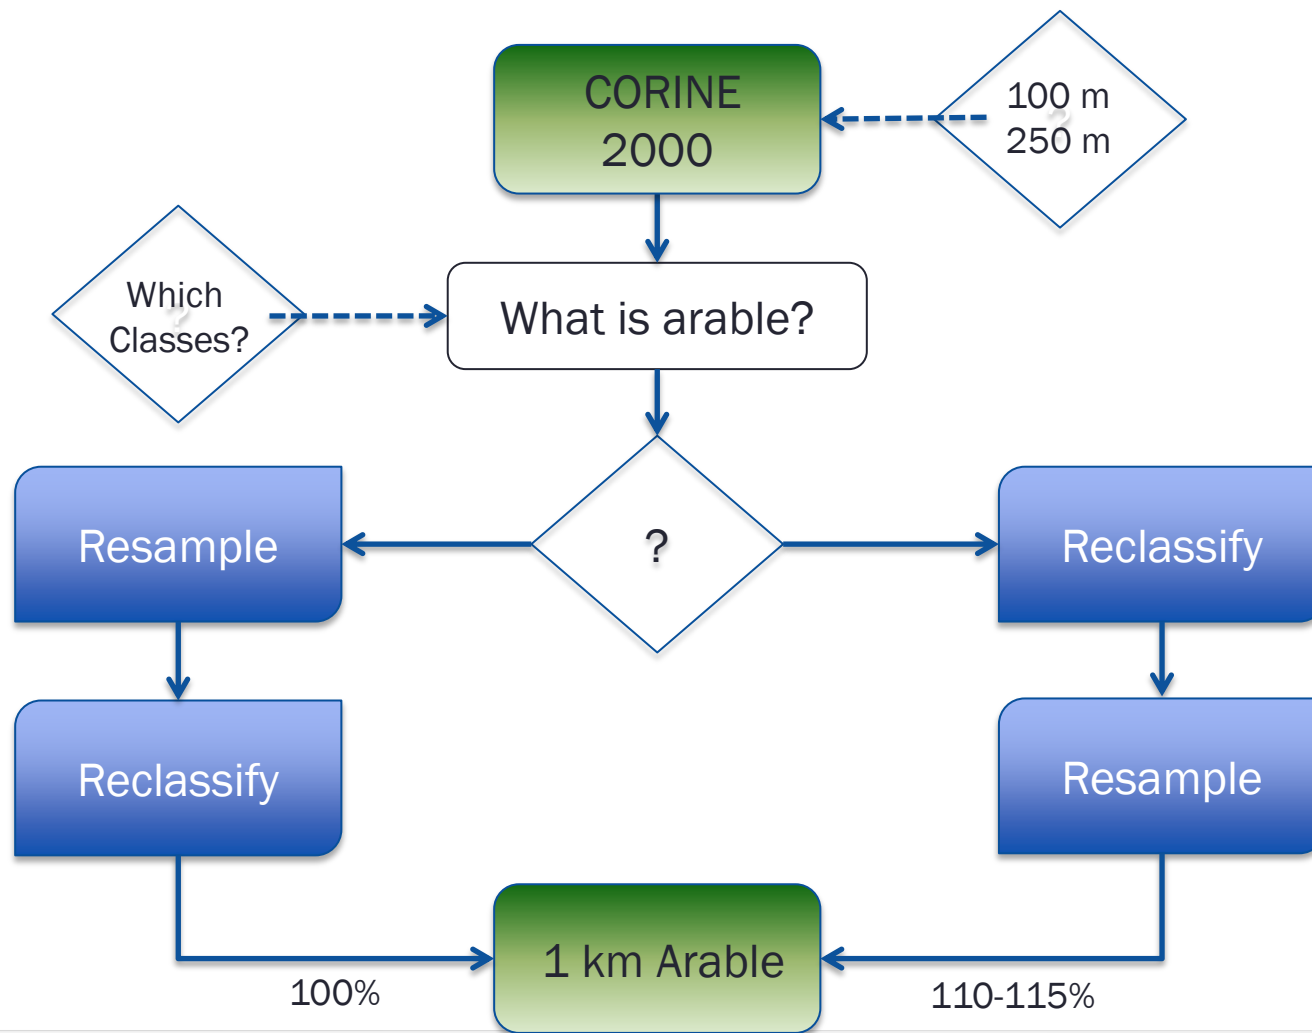 CORINE
2000
100 m
250 m
?
Which
Classes?
?
What is arable?
?
Resample
Reclassify
Reclassify
Resample
1 km Arable
100%
110-115%